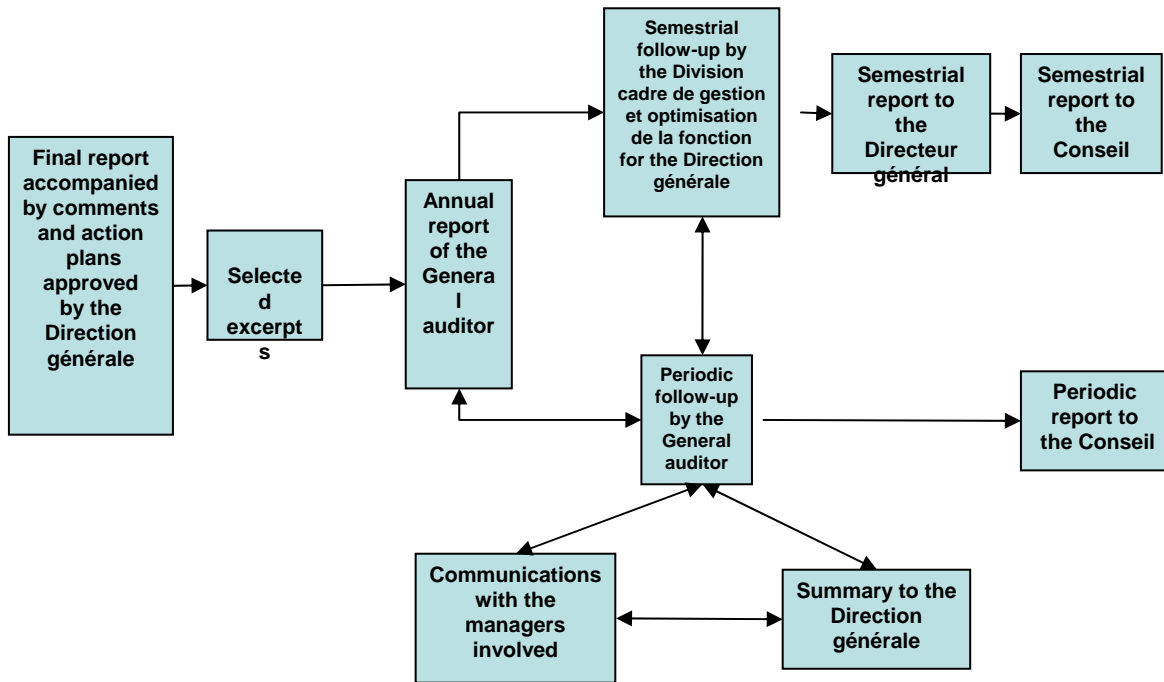 Final report
accompanied
by comments
and action
plans
approved
by the
Direction
générale
Selecte
d
excerpt
s
Annual
report
of the
Genera
l
auditor
Semestrial
follow-up by
the Division
cadre de gestion
et optimisation
de la fonction
for the Direction
générale
Semestrial
report to
the
Directeur
général
Semestrial
report to
the
Conseil
Periodic
follow-up
by the
General
auditor
Periodic
report to
the Conseil
Communications
with the
managers
involved
Summary to the
Direction
générale